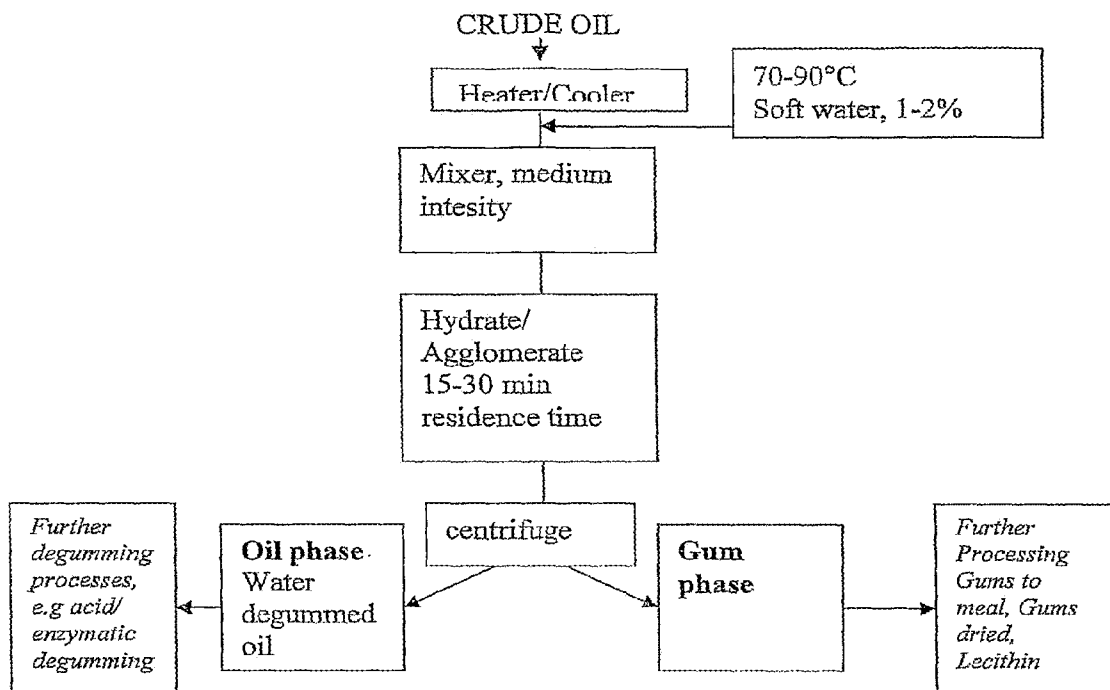 CRUDE OIL
Heater/Cooler
70-90°C
Soft water, 1-2%
Mixer, medium
intesity
Hydrate/
Agglomerate
15-30 min
residence time
centrifuge
Further
degumming
processes,
e.g acid/
enzymatic
degumming
Oil phase
Water
degummed
oil
Gum
phase
Further
Processing
Gums to
meal, Gums
dried,
Lecithin